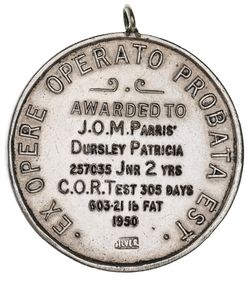 · EX OPERE OPERATO PROBATA EST ·
AWARDED TO
J.O.M PARRIS'
DURSLEY PATRICIA
257035 JNR 2 YRS
C.O.R.TEST 305 DAYS
603·21 lb FAT
1950
SILVER